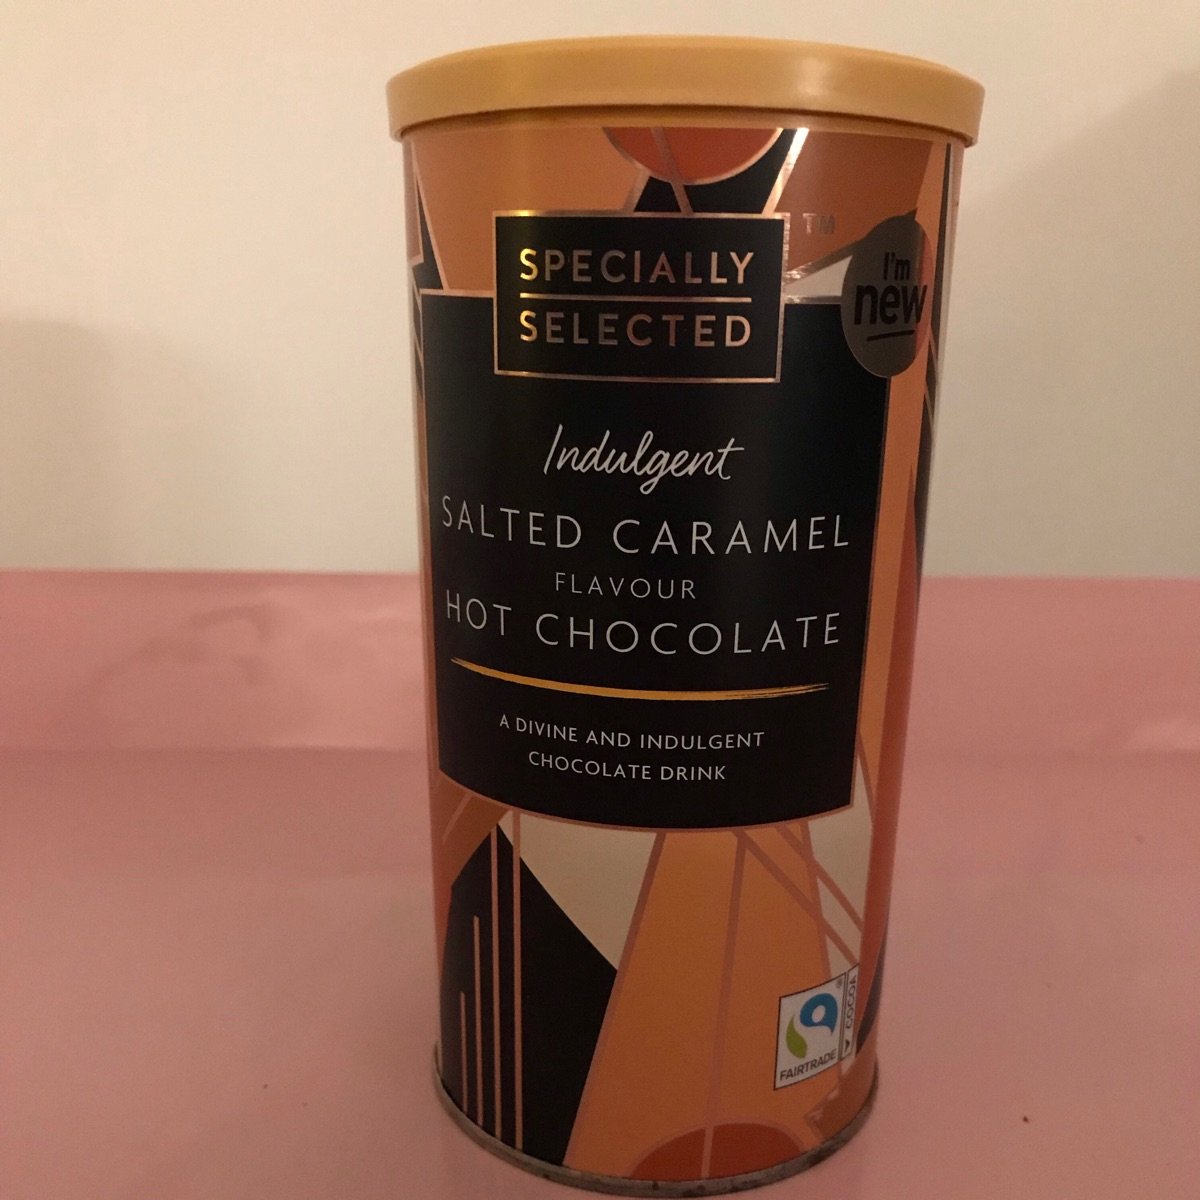 SPECIALLY
SELECTED
TM
I'm
new
Indulgent
SALTED CARAMEL
FLAVOUR
HOT CHOCOLATE
A DIVINE AND INDULGENT
CHOCOLATE DRINK
®
FAIRTRADE
COCOA